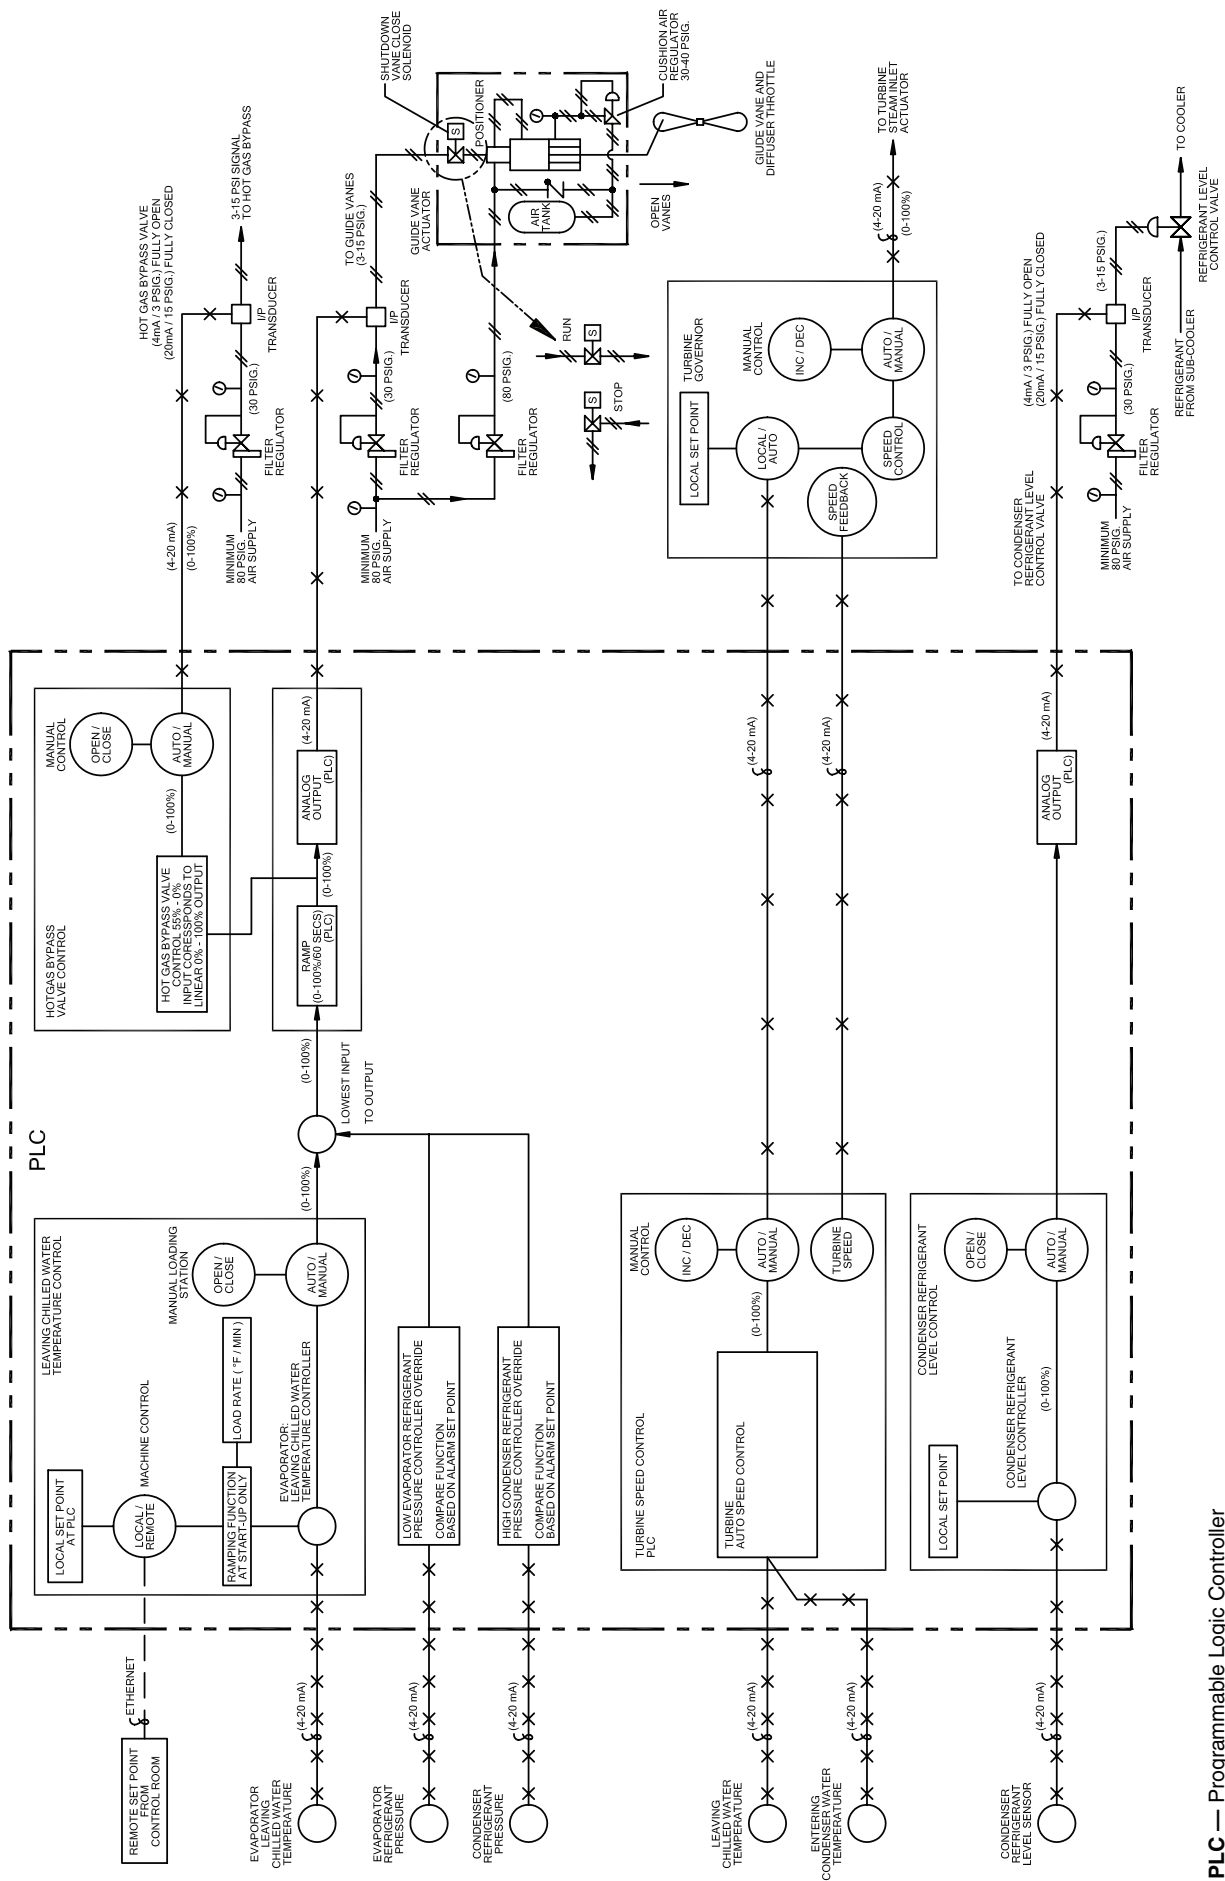 PLC
LEAVING CHILLED WATER
TEMPERATURE CONTROL
LOCAL SET POINT
AT PLC
MACHINE CONTROL
LOCAL /
REMOTE
RAMPING FUNCTION
AT START-UP ONLY
LOAD RATE ( °F / MIN )
MANUAL LOADING
STATION
OPEN /
CLOSE
AUTO /
MANUAL
EVAPORATOR:
LEAVING CHILLED WATER
TEMPERATURE CONTROLLER
REMOTE SET POINT
FROM
CONTROL ROOM
ETHERNET
EVAPORATOR
LEAVING
CHILLED WATER
TEMPERATURE
(4-20 mA)
(0-100%)
LOWEST INPUT
TO OUTPUT
(0-100%)
HOTGAS BYPASS
VALVE CONTROL
HOT GAS BYPASS VALVE
CONTROL 55% - 0%
INPUT CORESSPONDS TO
LINEAR 0% - 100% OUTPUT
(0-100%)
MANUAL
CONTROL
OPEN /
CLOSE
AUTO /
MANUAL
RAMP
(0-100%/60 SECS)
(PLC)
(0-100%)
ANALOG
OUTPUT
(PLC)
(4-20 mA)
(4-20 mA)
(0-100%)
HOT GAS BYPASS VALVE
(4mA / 3 PSIG.) FULLY OPEN
(20mA / 15 PSIG.) FULLY CLOSED
MINIMUM
80 PSIG.
AIR SUPPLY
FILTER
REGULATOR
(30 PSIG.)
I/P
TRANSDUCER
3-15 PSI SIGNAL
TO HOT GAS BYPASS
MINIMUM
80 PSIG.
AIR SUPPLY
FILTER
REGULATOR
(30 PSIG.)
I/P
TRANSDUCER
TO GUIDE VANES
(3-15 PSIG.)
FILTER
REGULATOR
(80 PSIG.)
GUIDE VANE
ACTUATOR
SHUTDOWN
VANE CLOSE
SOLENOID
S
POSITIONER
AIR
TANK
CUSHION AIR
REGULATOR
30-40 PSIG.
OPEN
VANES
GIUDE VANE AND
DIFFUSER THROTTLE
RUN
S
STOP
S
EVAPORATOR
REFRIGERANT
PRESSURE
(4-20 mA)
LOW EVAPORATOR REFRIGERANT
PRESSURE CONTROLLER OVERRIDE
COMPARE FUNCTION
BASED ON ALARM SET POINT
CONDENSER
REFRIGERANT
PRESSURE
(4-20 mA)
HIGH CONDENSER REFRIGERANT
PRESSURE CONTROLLER OVERRIDE
COMPARE FUNCTION
BASED ON ALARM SET POINT
TURBINE SPEED CONTROL
PLC
TURBINE
AUTO SPEED CONTROL
(0-100%)
MANUAL
CONTROL
INC / DEC
AUTO /
MANUAL
TURBINE
SPEED
LEAVING
CHILLED WATER
TEMPERATURE
(4-20 mA)
ENTERING
CONDENSER WATER
TEMPERATURE
(4-20 mA)
(4-20 mA)
(4-20 mA)
TURBINE
GOVERNOR
LOCAL SET POINT
LOCAL /
AUTO
SPEED
FEEDBACK
SPEED
CONTROL
MANUAL
CONTROL
INC / DEC
AUTO /
MANUAL
(4-20 mA)
(0-100%)
TO TURBINE
STEAM INLET
ACTUATOR
CONDENSER REFRIGERANT
LEVEL CONTROL
LOCAL SET POINT
CONDENSER REFRIGERANT
LEVEL CONTROLLER
(0-100%)
OPEN /
CLOSE
AUTO /
MANUAL
CONDENSER
REFRIGERANT
LEVEL SENSOR
(4-20 mA)
ANALOG
OUTPUT
(PLC)
(4-20 mA)
TO CONDENSER
REFRIGERANT LEVEL
CONTROL VALVE
(4mA / 3 PSIG.) FULLY OPEN
(20mA / 15 PSIG.) FULLY CLOSED
MINIMUM
80 PSIG.
AIR SUPPLY
FILTER
REGULATOR
(30 PSIG.)
I/P
TRANSDUCER
(3-15 PSIG.)
REFRIGERANT
FROM SUB-COOLER
TO COOLER
REFRIGERANT LEVEL
CONTROL VALVE
PLC — Programmable Logic Controller